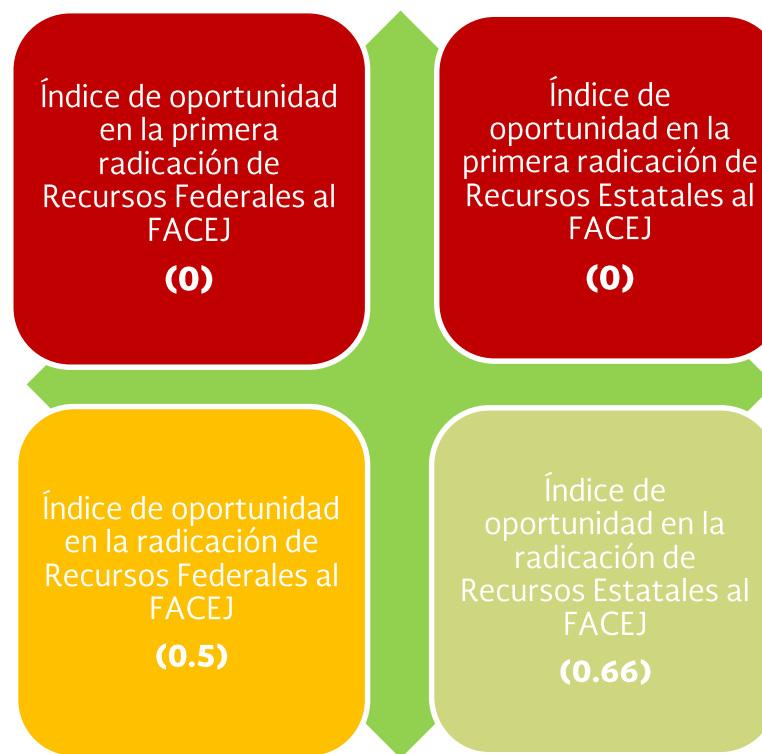 Índice de oportunidad
en la primera
radicación de
Recursos Federales al
FACEJ
(0)
Índice de
oportunidad en la
primera radicación de
Recursos Estatales al
FACEJ
(0)
Índice de oportunidad
en la radicación de
Recursos Federales al
FACEJ
(0.5)
Índice de
oportunidad en la
radicación de
Recursos Estatales al
FACEJ
(0.66)